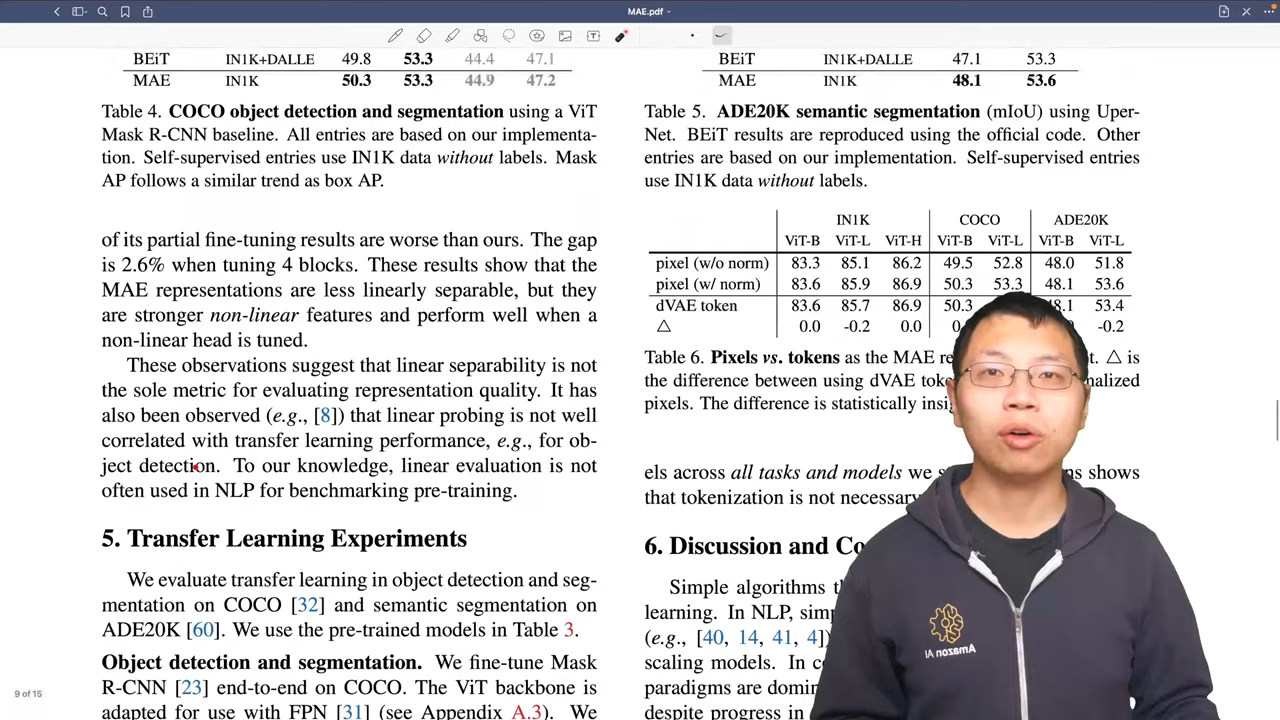 MAE.pdf
BEiT IN1K+DALLE 49.8 53.3 44.4 47.1
MAE IN1K 50.3 53.3 44.9 47.2
Table 4. COCO object detection and segmentation using a ViT
Mask R-CNN baseline. All entries are based on our implementa-
tion. Self-supervised entries use IN1K data without labels. Mask
AP follows a similar trend as box AP.
of its partial fine-tuning results are worse than ours. The gap
is 2.6% when tuning 4 blocks. These results show that the
MAE representations are less linearly separable, but they
are stronger non-linear features and perform well when a
non-linear head is tuned.
These observations suggest that linear separability is not
the sole metric for evaluating representation quality. It has
also been observed (e.g., [8]) that linear probing is not well
correlated with transfer learning performance, e.g., for ob-
ject detection. To our knowledge, linear evaluation is not
often used in NLP for benchmarking pre-training.
5. Transfer Learning Experiments
We evaluate transfer learning in object detection and seg-
mentation on COCO [32] and semantic segmentation on
ADE20K [60]. We use the pre-trained models in Table 3.
Object detection and segmentation. We fine-tune Mask
R-CNN [23] end-to-end on COCO. The ViT backbone is
adapted for use with FPN [31] (see Appendix A.3). We
BEiT IN1K+DALLE 47.1 53.3
MAE IN1K 48.1 53.6
Table 5. ADE20K semantic segmentation (mIoU) using Uper-
Net. BEiT results are reproduced using the official code. Other
entries are based on our implementation. Self-supervised entries
use IN1K data without labels.
IN1K COCO ADE20K
ViT-B ViT-L ViT-H ViT-B ViT-L ViT-B ViT-L
pixel (w/o norm) 83.3 85.1 86.2 49.5 52.8 48.0 51.8
pixel (w/ norm) 83.6 85.9 86.9 50.3 53.3 48.1 53.6
dVAE token 83.6 85.7 86.9 50.3 48.1 53.4
△ 0.0 -0.2 0.0 -0.2
Table 6. Pixels vs. tokens as the MAE t. △ is
the difference between using dVAE
pixels. The difference is statistically
els across all tasks and models we shows
that tokenization is not necessary
6. Discussion and
Simple algorithms
learning. In NLP,
(e.g., [40, 14, 41, 4])
scaling models. In
paradigms are
despite progress in
Amazon AI
9 of 15